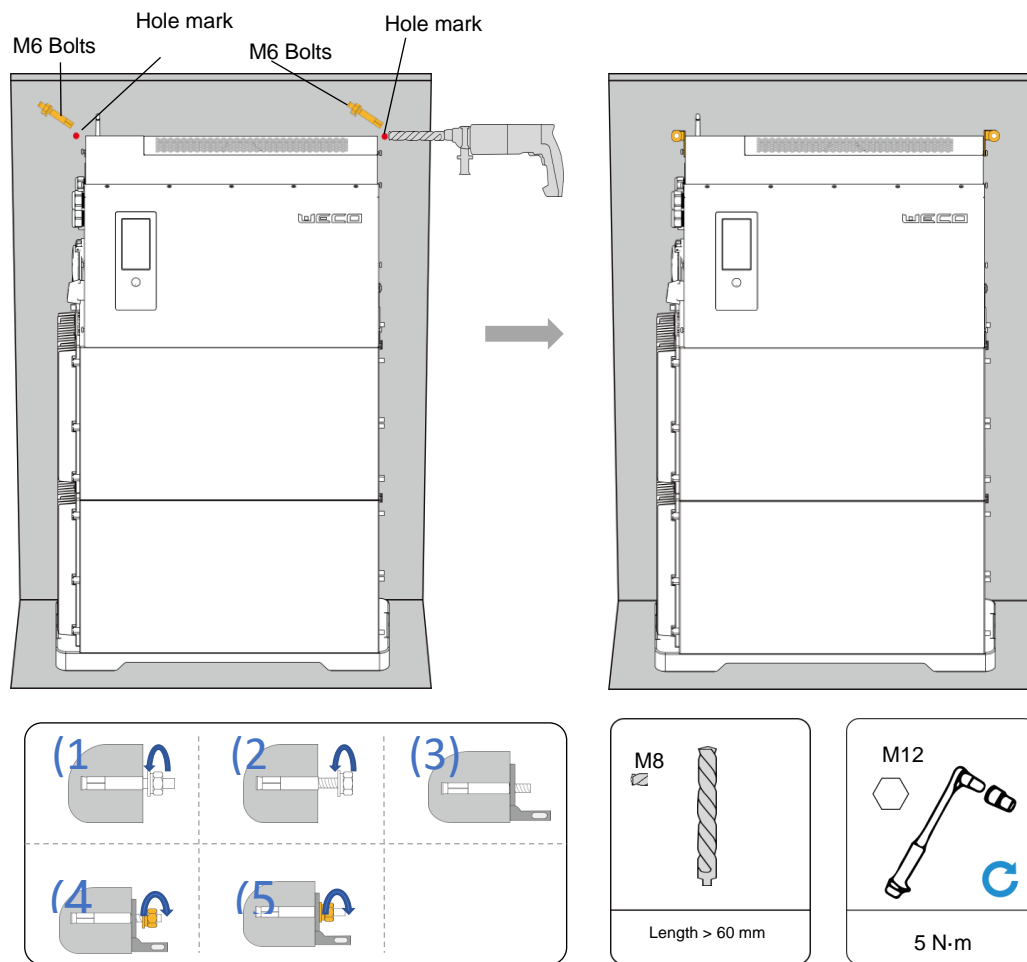 Hole mark
Hole mark
M6 Bolts
M6 Bolts
WECO
WECO
(1
(2
(3)
(4
(5
M8
Length > 60 mm
M12
5 N·m